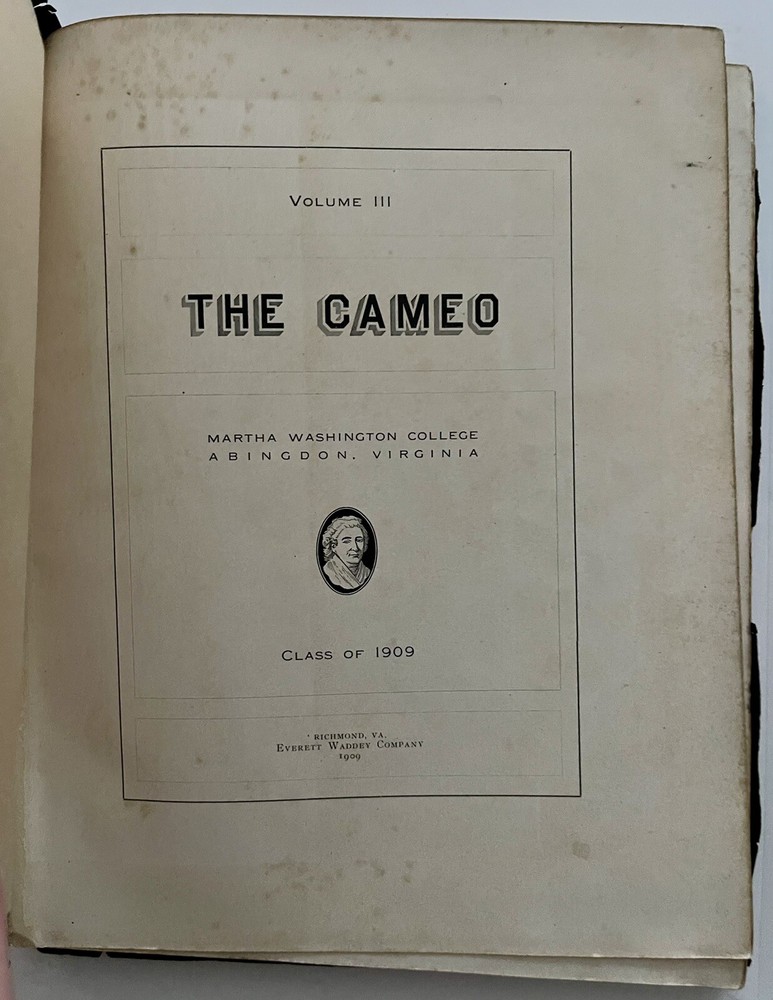 VOLUME III
THE CAMEO
MARTHA WASHINGTON COLLEGE
ABINGDON, VIRGINIA
CLASS OF 1909
RICHMOND, VA.
EVERETT WADDEY COMPANY
1909